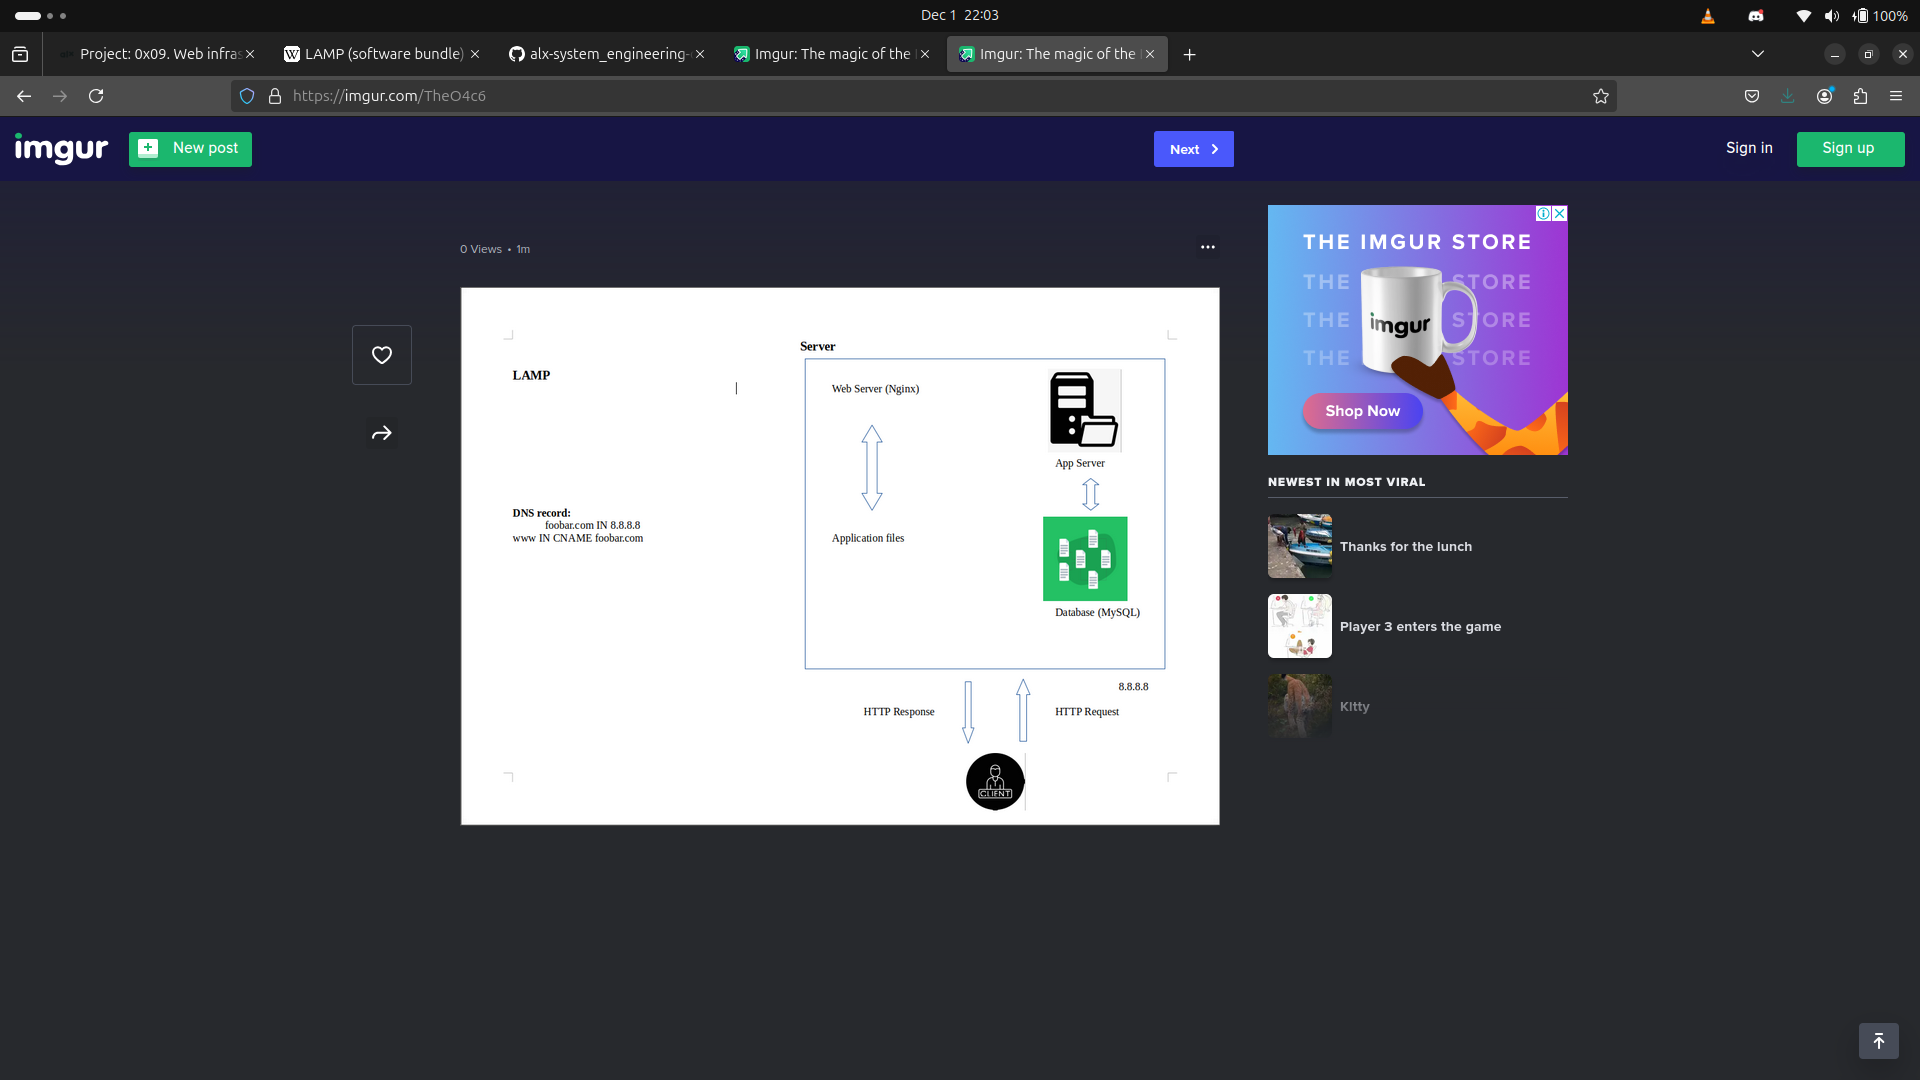 Dec 1 22:03
Project: 0x09. Web infras
LAMP (software bundle)
alx-system_engineering-
Imgur: The magic of the
Imgur: The magic of the
100%
https://imgur.com/TheO4c6
imgur
New post
Next
Sign in
Sign up
0 Views • 1m
LAMP
DNS record:
foobar.com IN 8.8.8.8
www IN CNAME foobar.com
Server
Web Server (Nginx)
Application files
App Server
Database (MySQL)
8.8.8.8
HTTP Response
HTTP Request
CLIENT
THE IMGUR STORE
THE STORE
THE STORE
THE STORE
imgur
Shop Now
NEWEST IN MOST VIRAL
Thanks for the lunch
Player 3 enters the game
Kitty